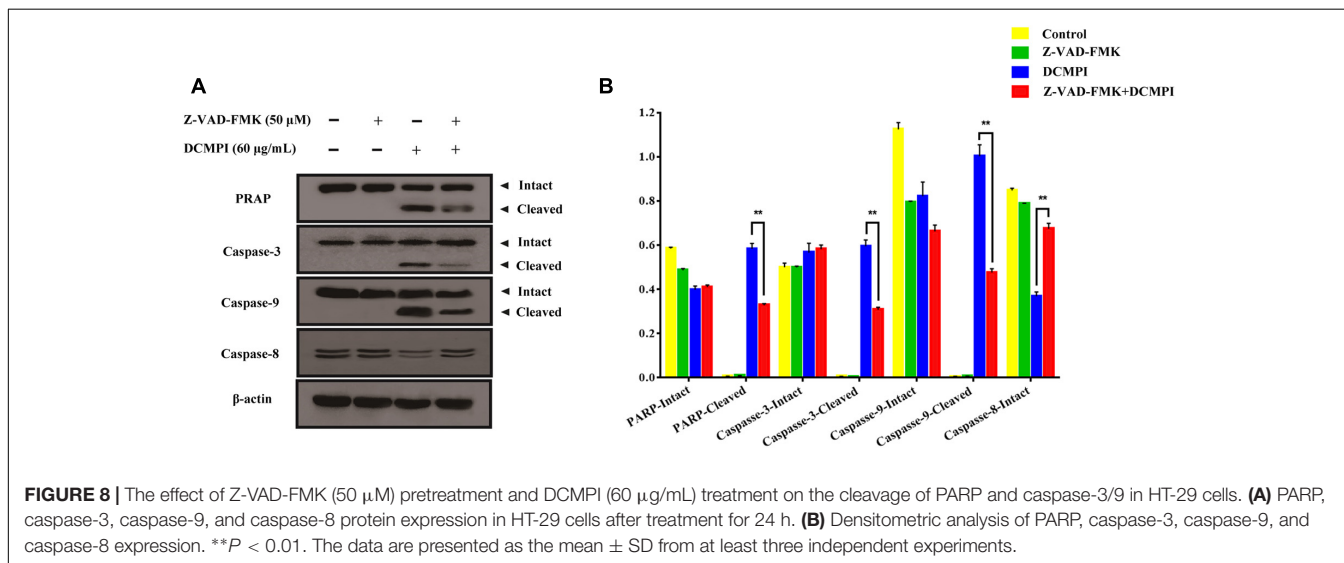 A
Z-VAD-FMK (50 μM) − + − +
DCMPI (60 μg/mL) − − + +
PRAP
◄ Intact
◄ Cleaved
Caspase-3
◄ Intact
◄ Cleaved
Caspase-9
◄ Intact
◄ Cleaved
Caspase-8
β-actin
B
Control
Z-VAD-FMK
DCMPI
Z-VAD-FMK+DCMPI
1.2
1.0
0.8
0.6
0.4
0.2
0.0
**
**
**
**
PARP-Intact
PARP-Cleaved
Caspasse-3-Intact
Caspasse-3-Cleaved
Caspasse-9-Intact
Caspasse-9-Cleaved
Caspasse-8-Intact
FIGURE 8 | The effect of Z-VAD-FMK (50 μM) pretreatment and DCMPI (60 μg/mL) treatment on the cleavage of PARP and caspase-3/9 in HT-29 cells. (A) PARP,
caspase-3, caspase-9, and caspase-8 protein expression in HT-29 cells after treatment for 24 h. (B) Densitometric analysis of PARP, caspase-3, caspase-9, and
caspase-8 expression. **P < 0.01. The data are presented as the mean ± SD from at least three independent experiments.